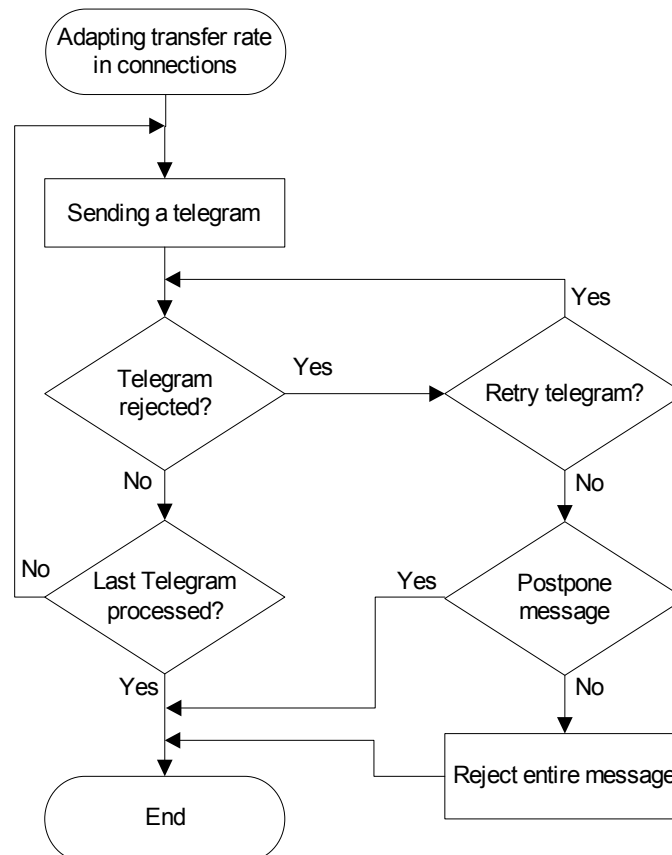 Adapting transfer rate
in connections
Sending a telegram
Yes
Telegram
rejected?
Yes
Retry telegram?
No
No
Last Telegram
processed?
No
Yes
Postpone
message
Yes
No
Reject entire message
End